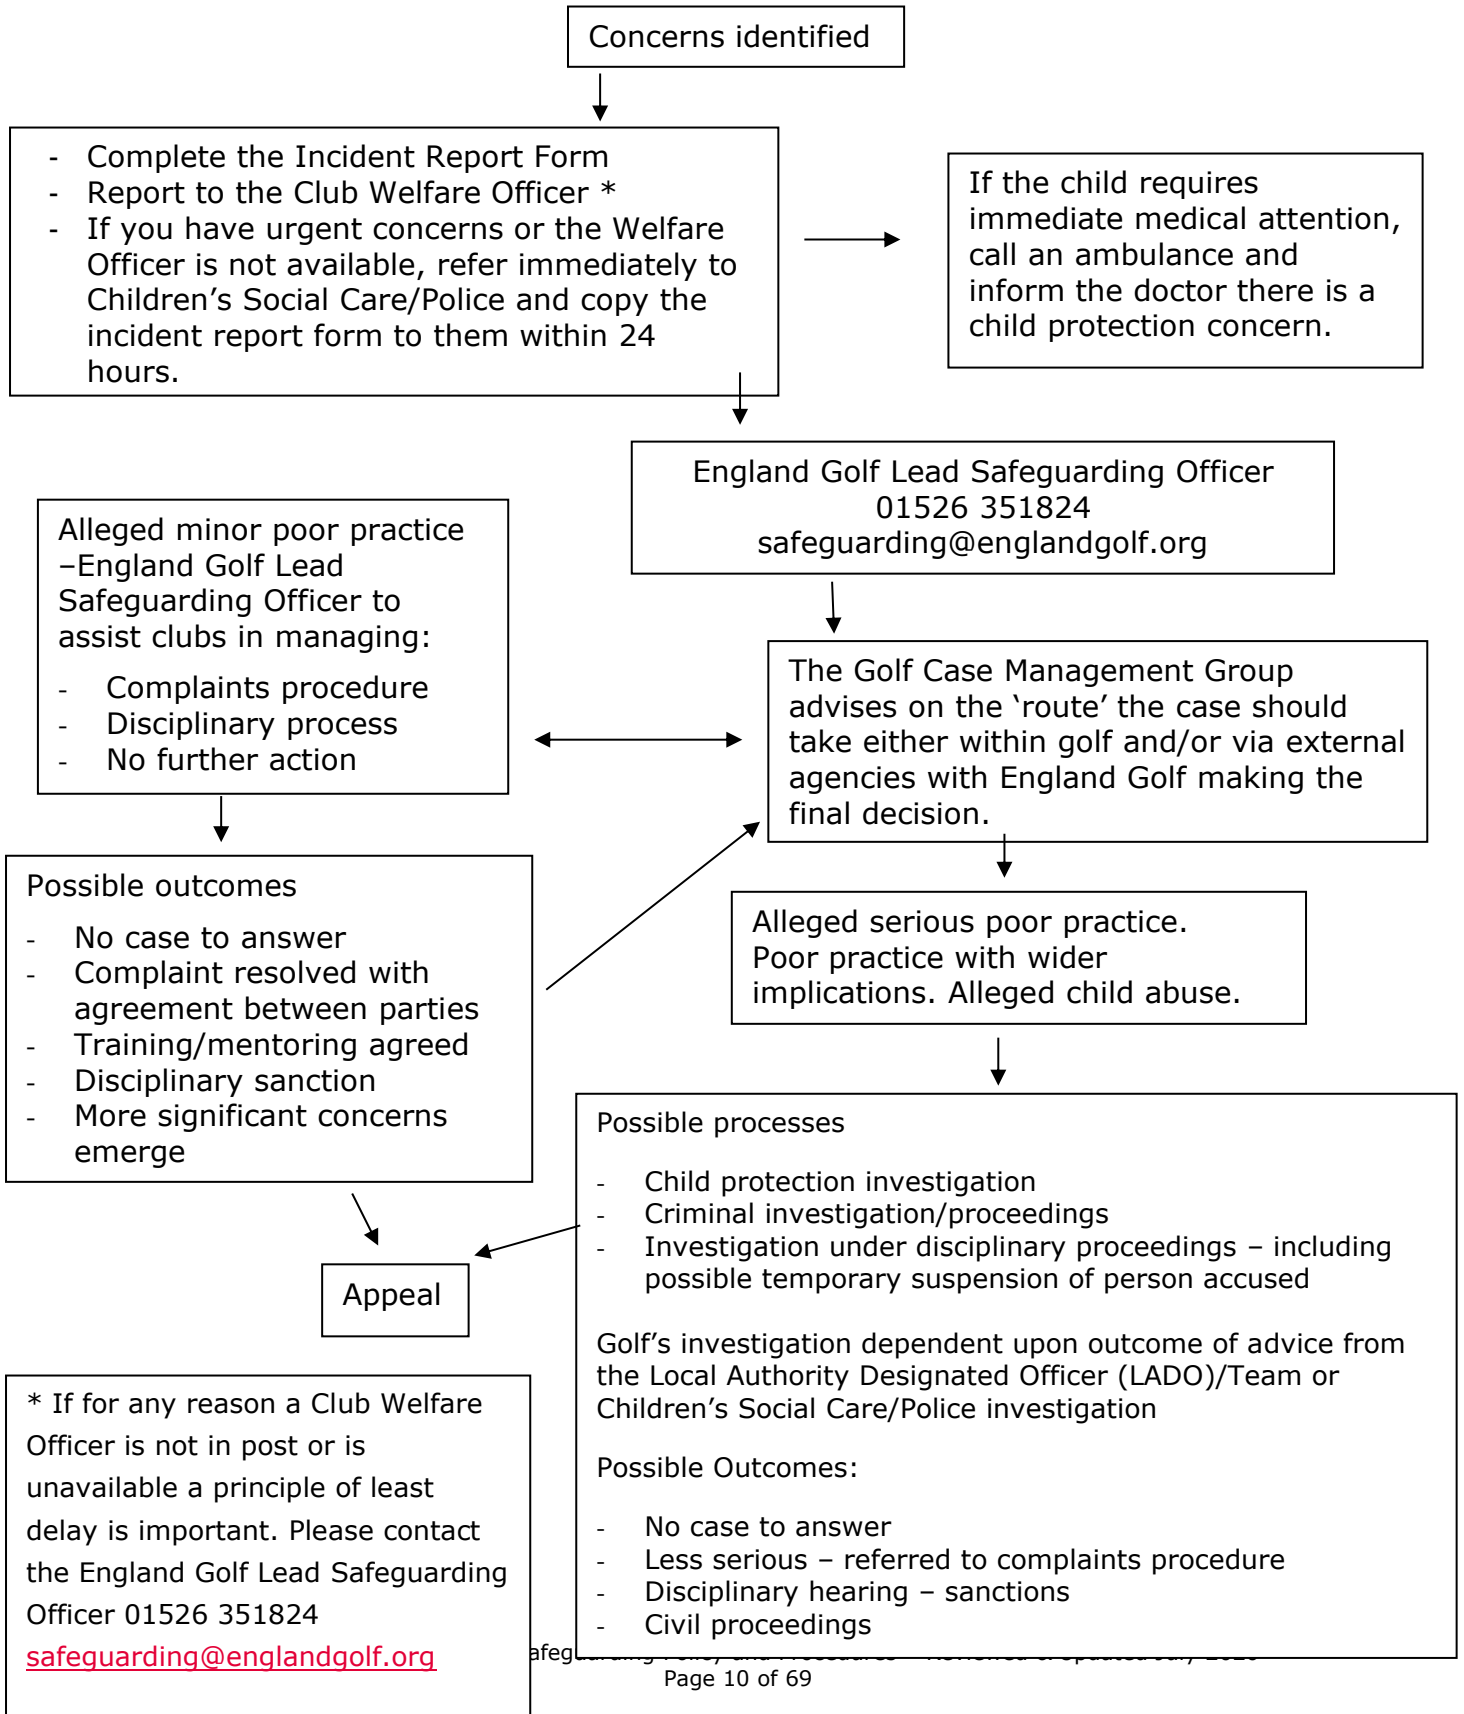 Concerns identified
- Complete the Incident Report Form
- Report to the Club Welfare Officer *
- If you have urgent concerns or the Welfare
Officer is not available, refer immediately to
Children’s Social Care/Police and copy the
incident report form to them within 24
hours.
If the child requires
immediate medical attention,
call an ambulance and
inform the doctor there is a
child protection concern.
England Golf Lead Safeguarding Officer
01526 351824
safeguarding@englandgolf.org
Alleged minor poor practice
–England Golf Lead
Safeguarding Officer to
assist clubs in managing:
- Complaints procedure
- Disciplinary process
- No further action
The Golf Case Management Group
advises on the ‘route’ the case should
take either within golf and/or via external
agencies with England Golf making the
final decision.
Possible outcomes
- No case to answer
- Complaint resolved with
agreement between parties
- Training/mentoring agreed
- Disciplinary sanction
- More significant concerns
emerge
Alleged serious poor practice.
Poor practice with wider
implications. Alleged child abuse.
Possible processes
- Child protection investigation
- Criminal investigation/proceedings
- Investigation under disciplinary proceedings – including
possible temporary suspension of person accused
Golf’s investigation dependent upon outcome of advice from
the Local Authority Designated Officer (LADO)/Team or
Children’s Social Care/Police investigation
Possible Outcomes:
- No case to answer
- Less serious – referred to complaints procedure
- Disciplinary hearing – sanctions
- Civil proceedings
Appeal
* If for any reason a Club Welfare
Officer is not in post or is
unavailable a principle of least
delay is important. Please contact
the England Golf Lead Safeguarding
Officer 01526 351824
safeguarding@englandgolf.org
Page 10 of 69